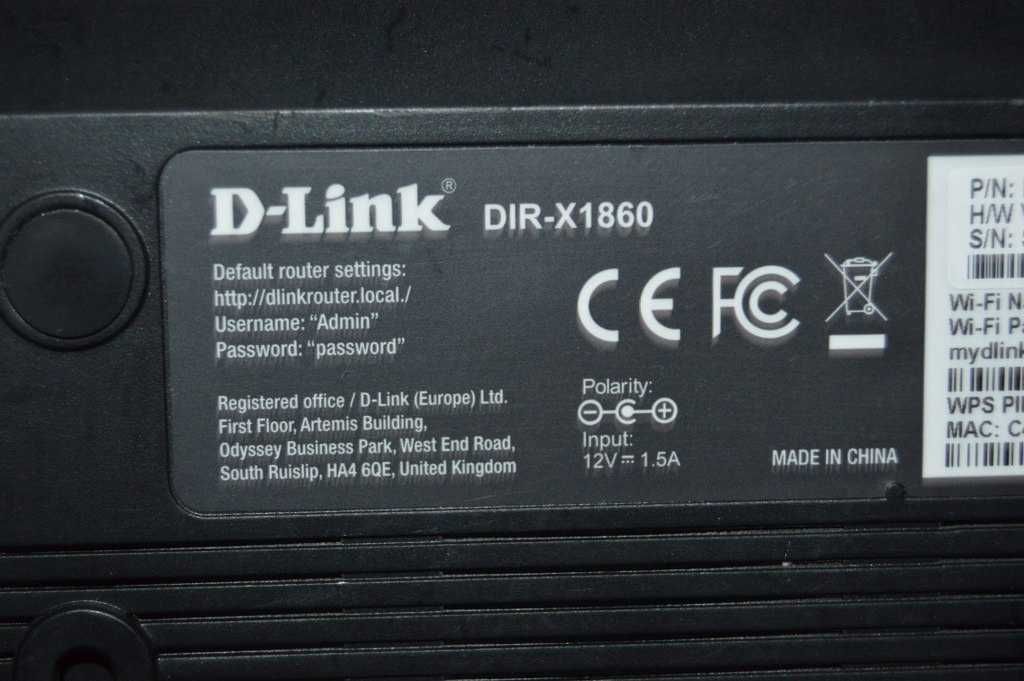 D-Link® DIR-X1860
Default router settings:
http://dlinkrouter.local./
Username: “Admin”
Password: “password”
Registered office / D-Link (Europe) Ltd.
First Floor, Artemis Building,
Odyssey Business Park, West End Road,
South Ruislip, HA4 6QE, United Kingdom
CE FC
Polarity:
Input:
12V⎓1.5A
MADE IN CHINA
P/N:
H/W
S/N:
Wi-Fi
Wi-Fi
mydlink
WPS
MAC: